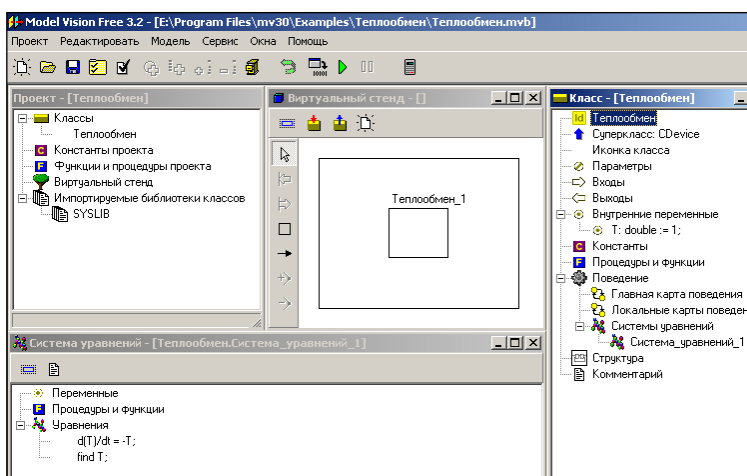 Model Vision Free 3.2 - [E:\Program Files\mv30\Examples\Теплообмен\Теплообмен.mvb]
Проект Редактировать Модель Сервис Окна Помощь
Проект - [Теплообмен]
Классы
Теплообмен
Константы проекта
Функции и процедуры проекта
Виртуальный стенд
Импортируемые библиотеки классов
SYSLIB
Виртуальный стенд - []
Теплообмен_1
Класс - [Теплообмен]
Теплообмен
Суперкласс: CDevice
Иконка класса
Параметры
Входы
Выходы
Внутренние переменные
T: double := 1;
Константы
Процедуры и функции
Поведение
Главная карта поведения
Локальные карты поведен
Системы уравнений
Система_уравнений_1
Структура
Комментарий
Система уравнений - [Теплообмен.Система_уравнений_1]
Переменные
Процедуры и функции
Уравнения
d(T)/dt = -T;
find T;